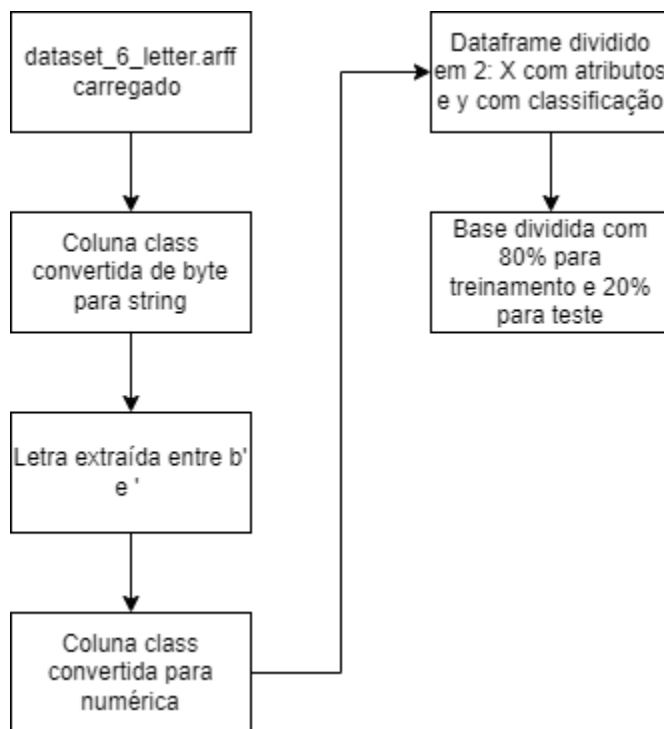 dataset_6_letter.arff
carregado
Coluna class
convertida de byte
para string
Letra extraída entre b'
e '
Coluna class
convertida para
numérica
Dataframe dividido
em 2: X com atributos
e y com classificação
Base dividida com
80% para
treinamento e 20%
para teste